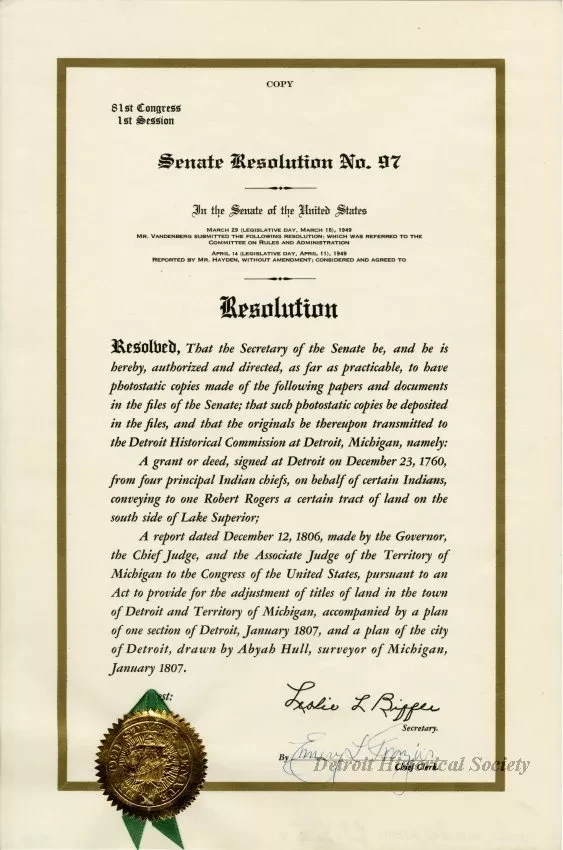 COPY
81st Congress
1st Session
Senate Resolution No. 97
In the Senate of the United States
MARCH 29 (LEGISLATIVE DAY, MARCH 18), 1949
MR. VANDENBERG SUBMITTED THE FOLLOWING RESOLUTION; WHICH WAS REFERRED TO THE
COMMITTEE ON RULES AND ADMINISTRATION
APRIL 14 (LEGISLATIVE DAY, APRIL 11), 1949
REPORTED BY MR. HAYDEN, WITHOUT AMENDMENT; CONSIDERED AND AGREED TO
Resolution
Resolved, That the Secretary of the Senate be, and he is
hereby, authorized and directed, as far as practicable, to have
photostatic copies made of the following papers and documents
in the files of the Senate; that such photostatic copies be deposited
in the files, and that the originals be thereupon transmitted to
the Detroit Historical Commission at Detroit, Michigan, namely:
A grant or deed, signed at Detroit on December 23, 1760,
from four principal Indian chiefs, on behalf of certain Indians,
conveying to one Robert Rogers a certain tract of land on the
south side of Lake Superior;
A report dated December 12, 1806, made by the Governor,
the Chief Judge, and the Associate Judge of the Territory of
Michigan to the Congress of the United States, pursuant to an
Act to provide for the adjustment of titles of land in the town
of Detroit and Territory of Michigan, accompanied by a plan
of one section of Detroit, January 1807, and a plan of the city
of Detroit, drawn by Abyah Hull, surveyor of Michigan,
January 1807.
est:
Leslie L Biffle
Secretary.
By Emery L Frazier
Chief Clerk.
Detroit Historical Society